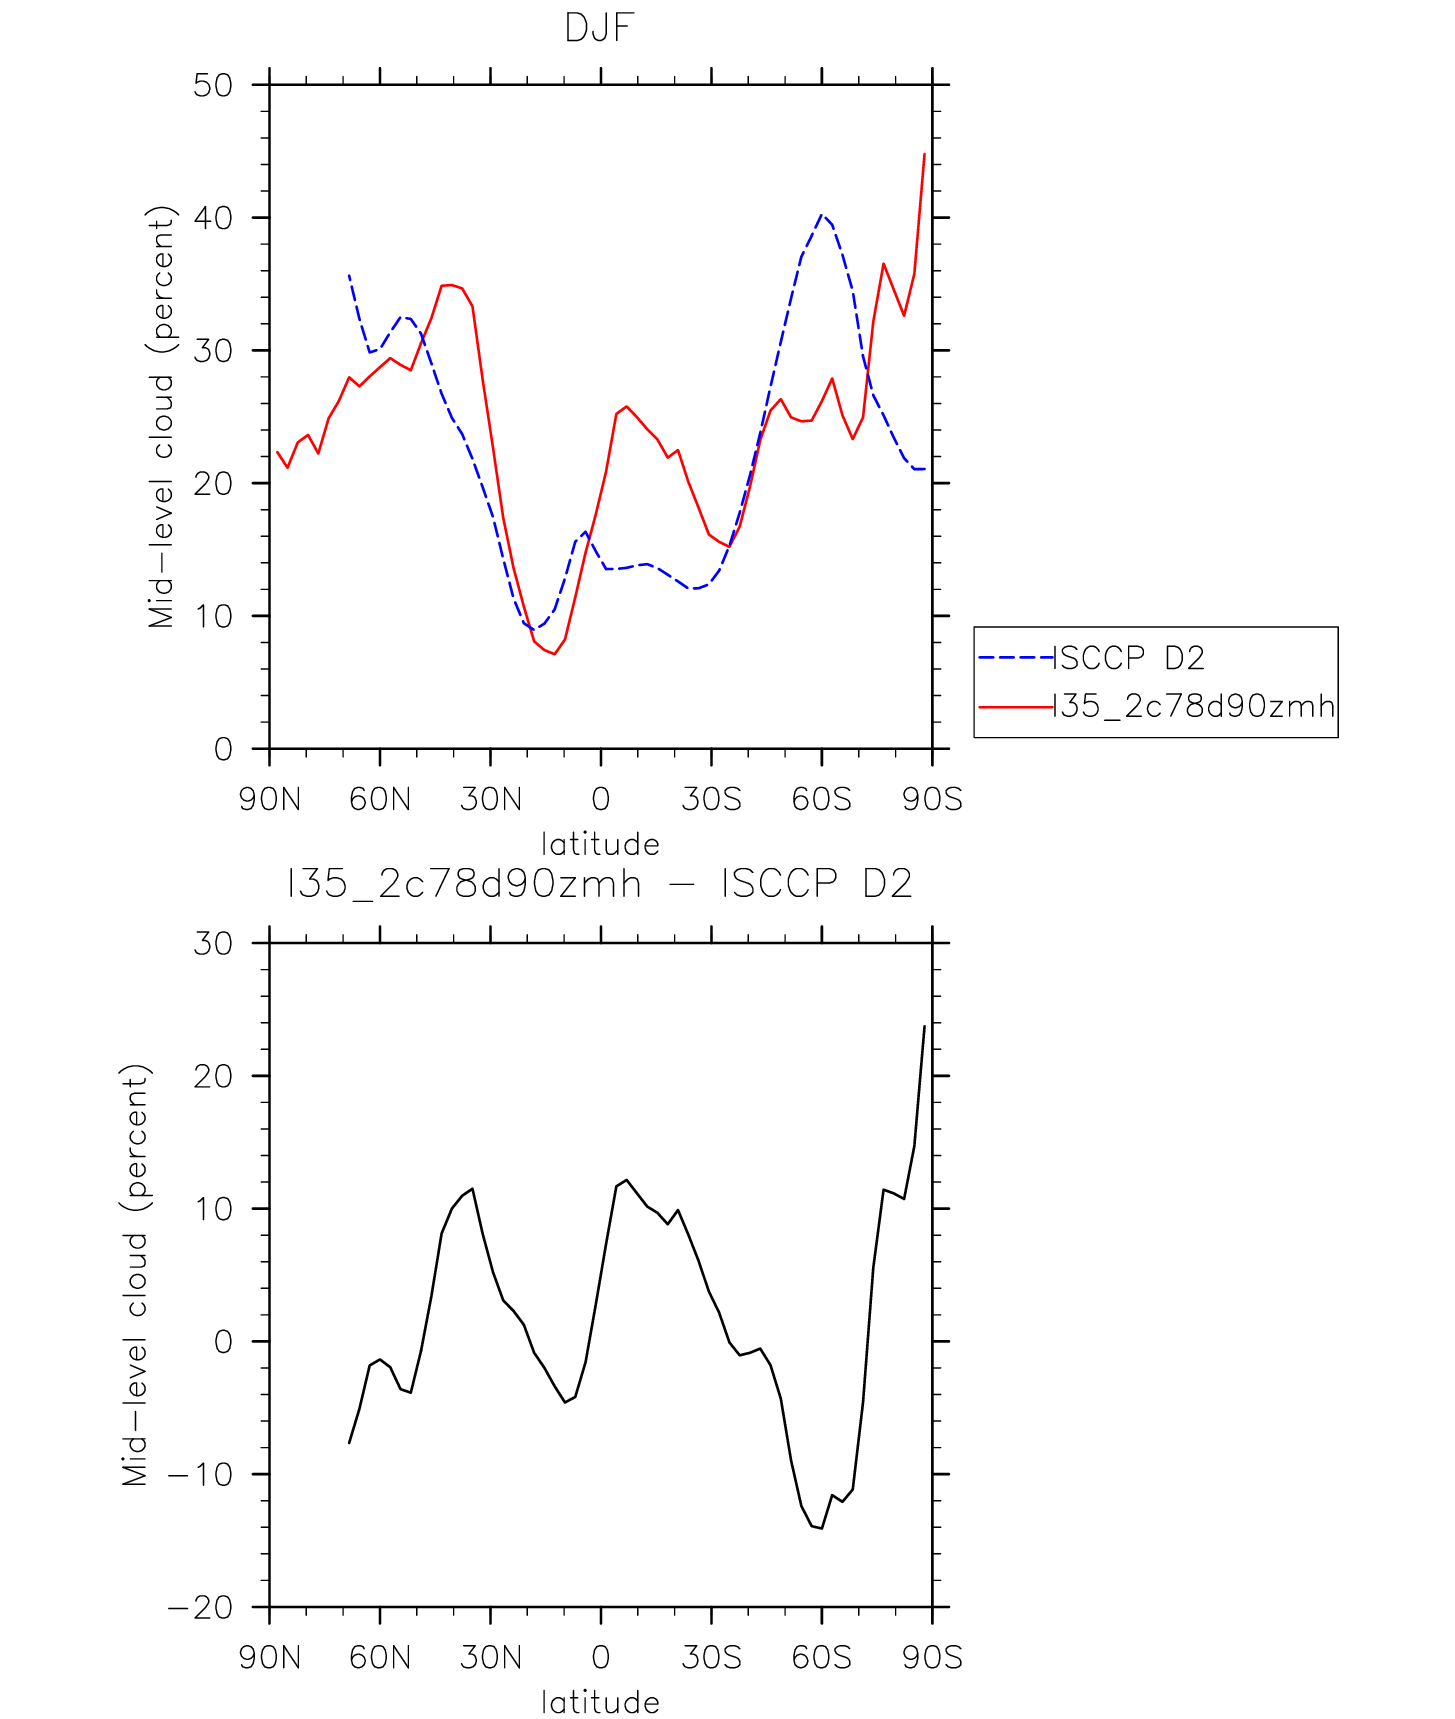 DJF
50
40
30
20
10
0
Mid-level cloud (percent)
90N 60N 30N 0 30S 60S 90S
latitude
ISCCP D2
I35_2c78d90zmh
I35_2c78d90zmh - ISCCP D2
30
20
10
0
-10
-20
Mid-level cloud (percent)
90N 60N 30N 0 30S 60S 90S
latitude